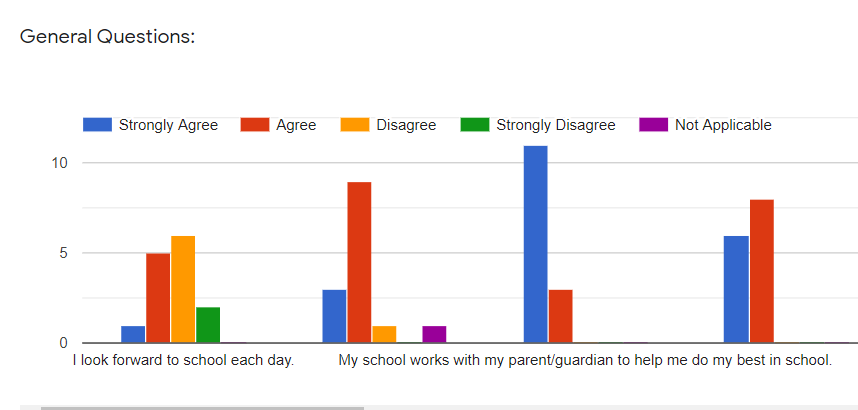 General Questions:
Strongly Agree Agree Disagree Strongly Disagree Not Applicable
10
5
0
I look forward to school each day. My school works with my parent/guardian to help me do my best in school.